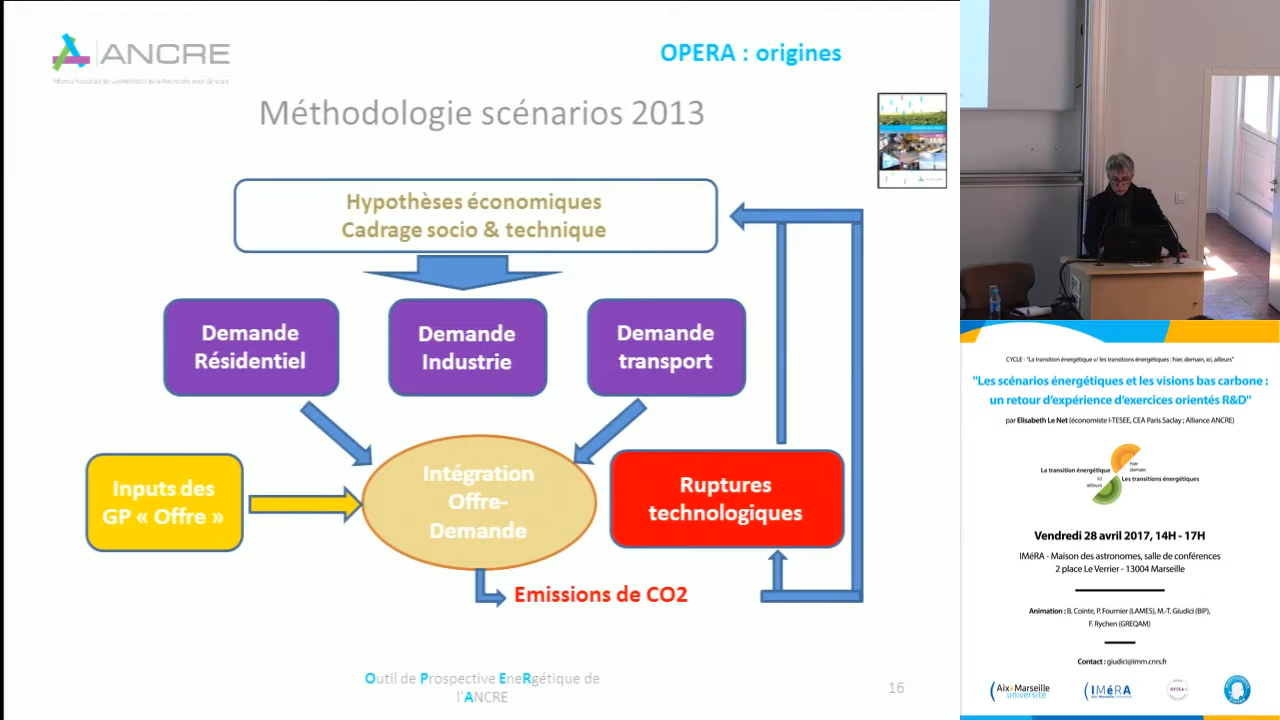 ANCRE
OPERA : origines
Méthodologie scénarios 2013
Hypothèses économiques
Cadrage socio & technique
Demande
Résidentiel
Demande
Industrie
Demande
transport
Inputs des
GP « Offre »
Intégration
Offre-
Demande
Ruptures
technologiques
Emissions de CO2
Outil de Prospective EneRgétique de
l'ANCRE
16
CYCLE - "La transition énergétique v/ les transitions énergétiques : hier, demain, ici, ailleurs"
"Les scénarios énergétiques et les visions bas carbone :
un retour d'expérience d'exercices orientés R&D"
par Elisabeth Le Net (économiste I-TESEE, CEA Paris Saclay ; Alliance ANCRE)
La transition énergétique
hier
demain
ici
ailleurs
Les transitions énergétiques
Vendredi 28 avril 2017, 14H - 17H
IMéRA - Maison des astronomes, salle de conférences
2 place Le Verrier - 13004 Marseille
Animation : B. Cointe, P. Fournier (LAMES), M.-T. Giudici (BIP),
F. Rychen (GREQAM)
Contact : giudici@imm.cnrs.fr
Aix*Marseille
université
IMéRA